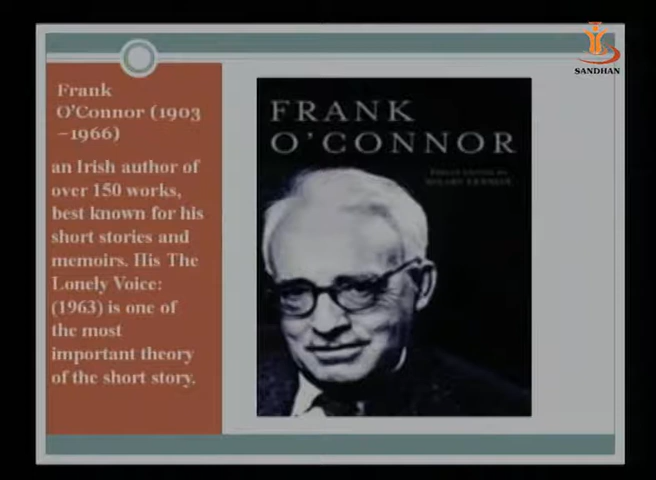 SANDHAN
Frank
O'Connor (1903
–1966)
an Irish author of
over 150 works,
best known for his
short stories and
memoirs. His The
Lonely Voice:
(1963) is one of
the most
important theory
of the short story.
FRANK
O'CONNOR